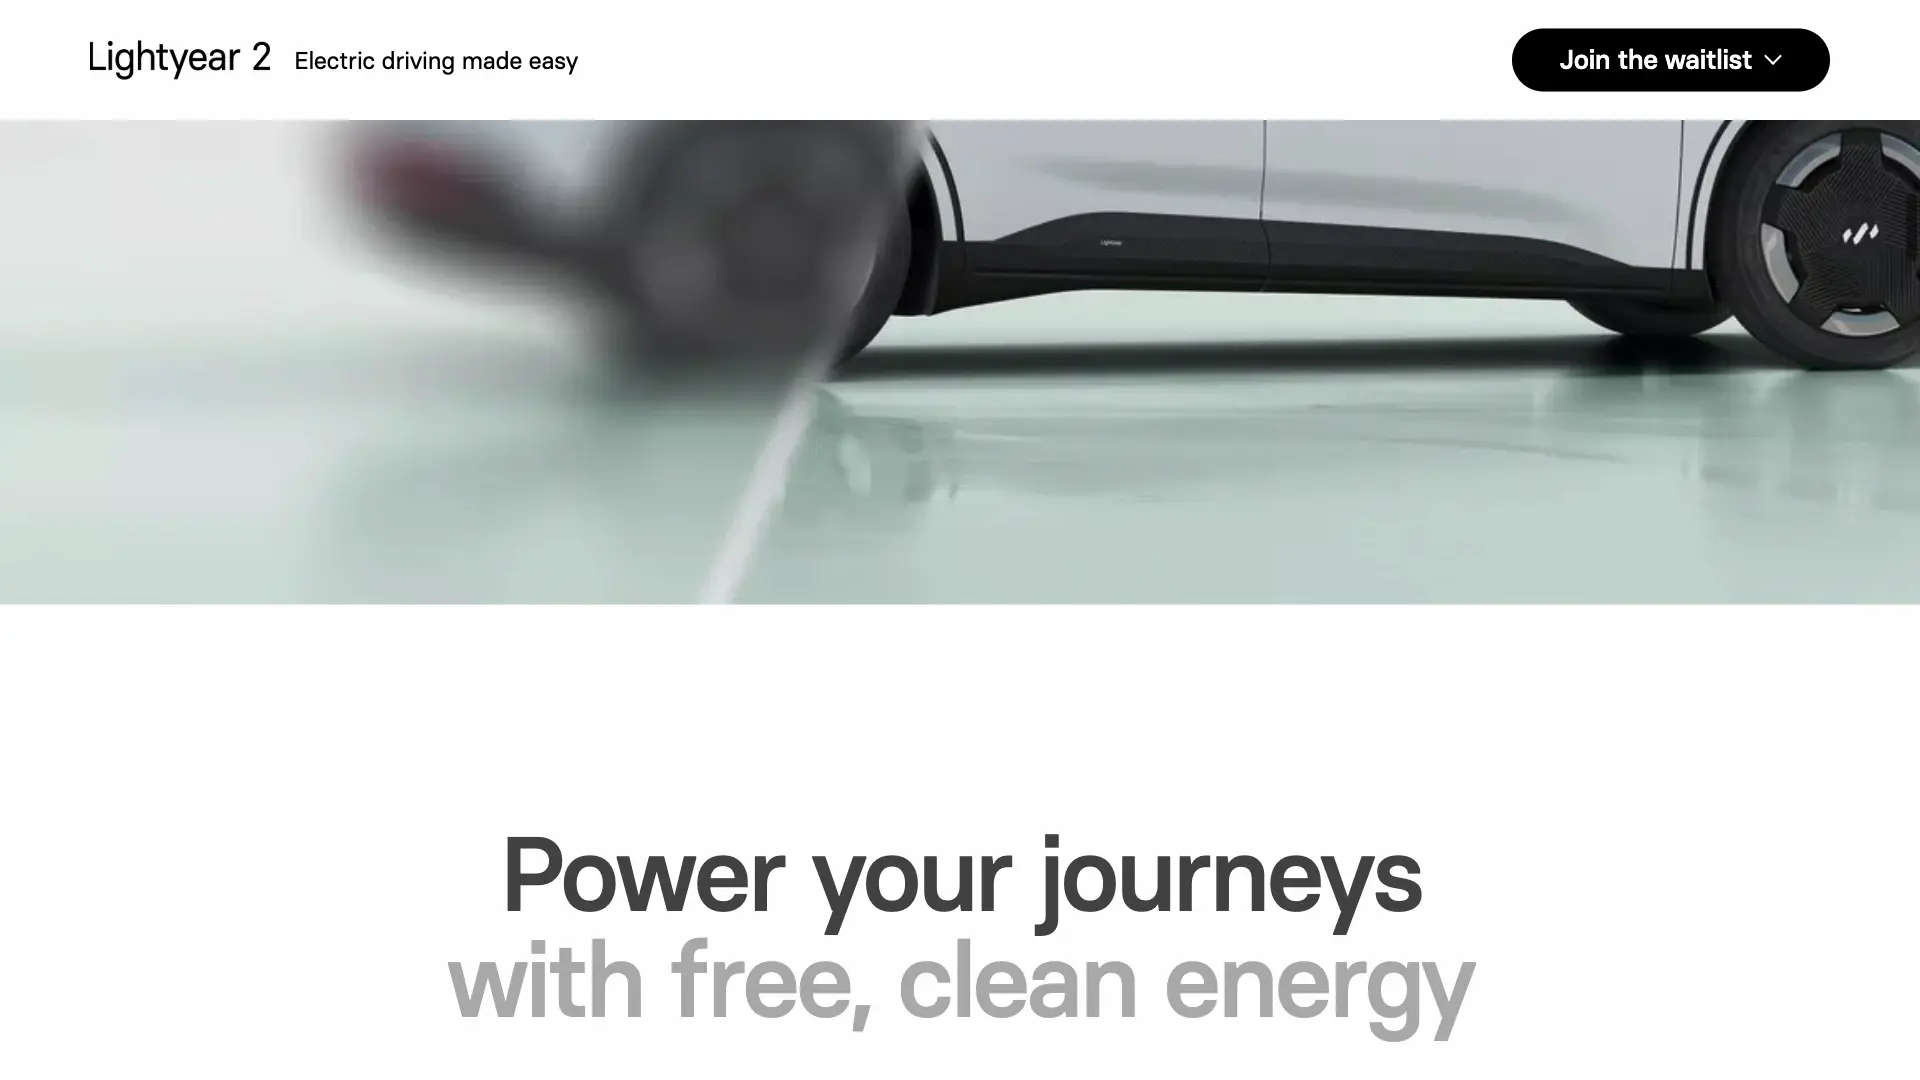 Lightyear 2
Electric driving made easy
Join the waitlist
Power your journeys
with free, clean energy